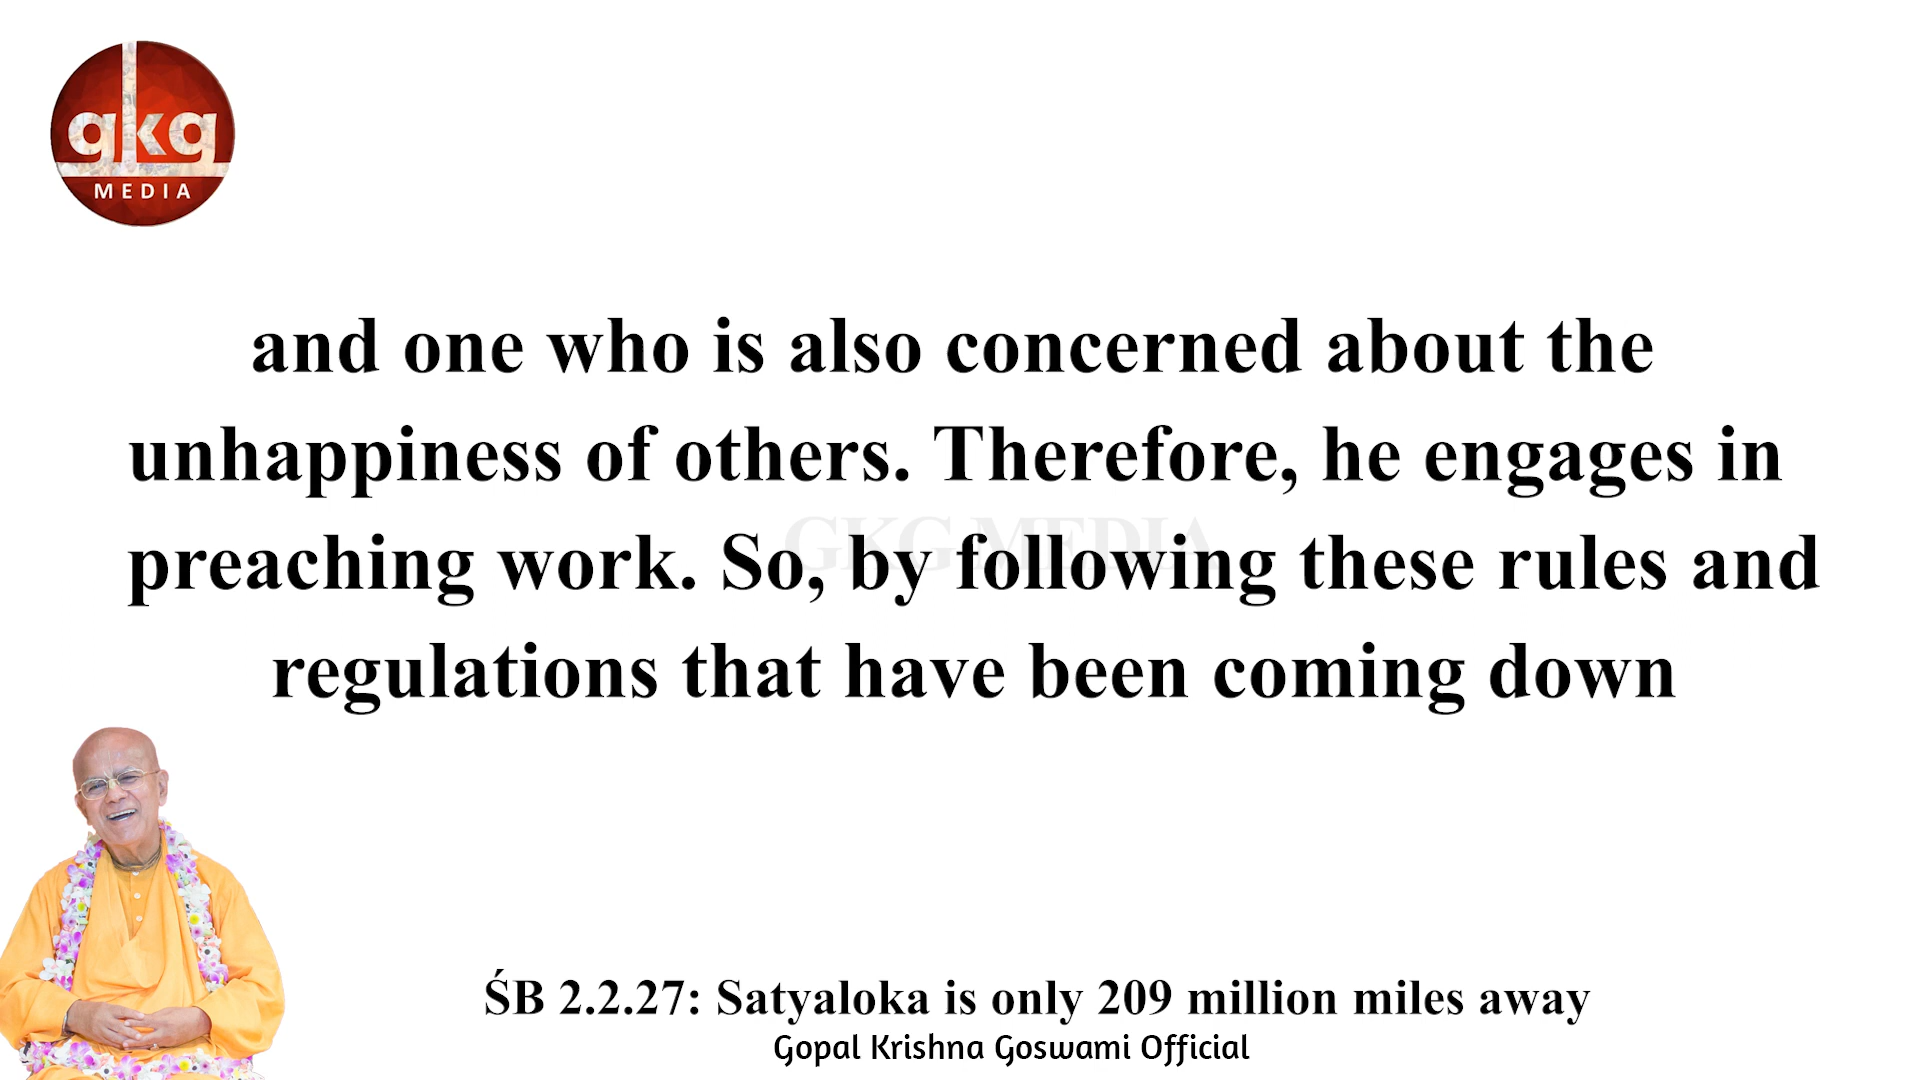 gkg
MEDIA
and one who is also concerned about the
unhappiness of others. Therefore, he engages in
GKG MEDIA
preaching work. So, by following these rules and
regulations that have been coming down
ŚB 2.2.27: Satyaloka is only 209 million miles away
Gopal Krishna Goswami Official